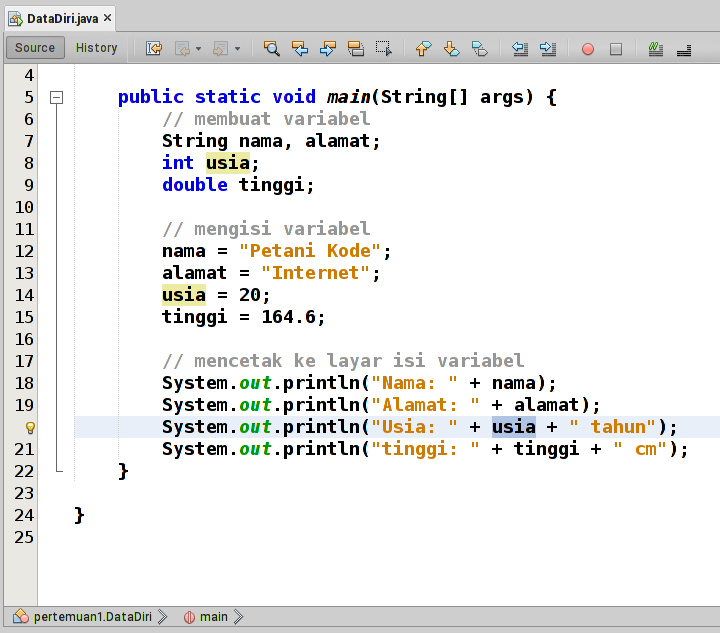 DataDiri.java
Source History
4
5 public static void main(String[] args) {
6 // membuat variabel
7 String nama, alamat;
8 int usia;
9 double tinggi;
10
11 // mengisi variabel
12 nama = "Petani Kode";
13 alamat = "Internet";
14 usia = 20;
15 tinggi = 164.6;
16
17 // mencetak ke layar isi variabel
18 System.out.println("Nama: " + nama);
19 System.out.println("Alamat: " + alamat);
System.out.println("Usia: " + usia + " tahun");
21 System.out.println("tinggi: " + tinggi + " cm");
22 }
23
24 }
25
pertemuan1.DataDiri main